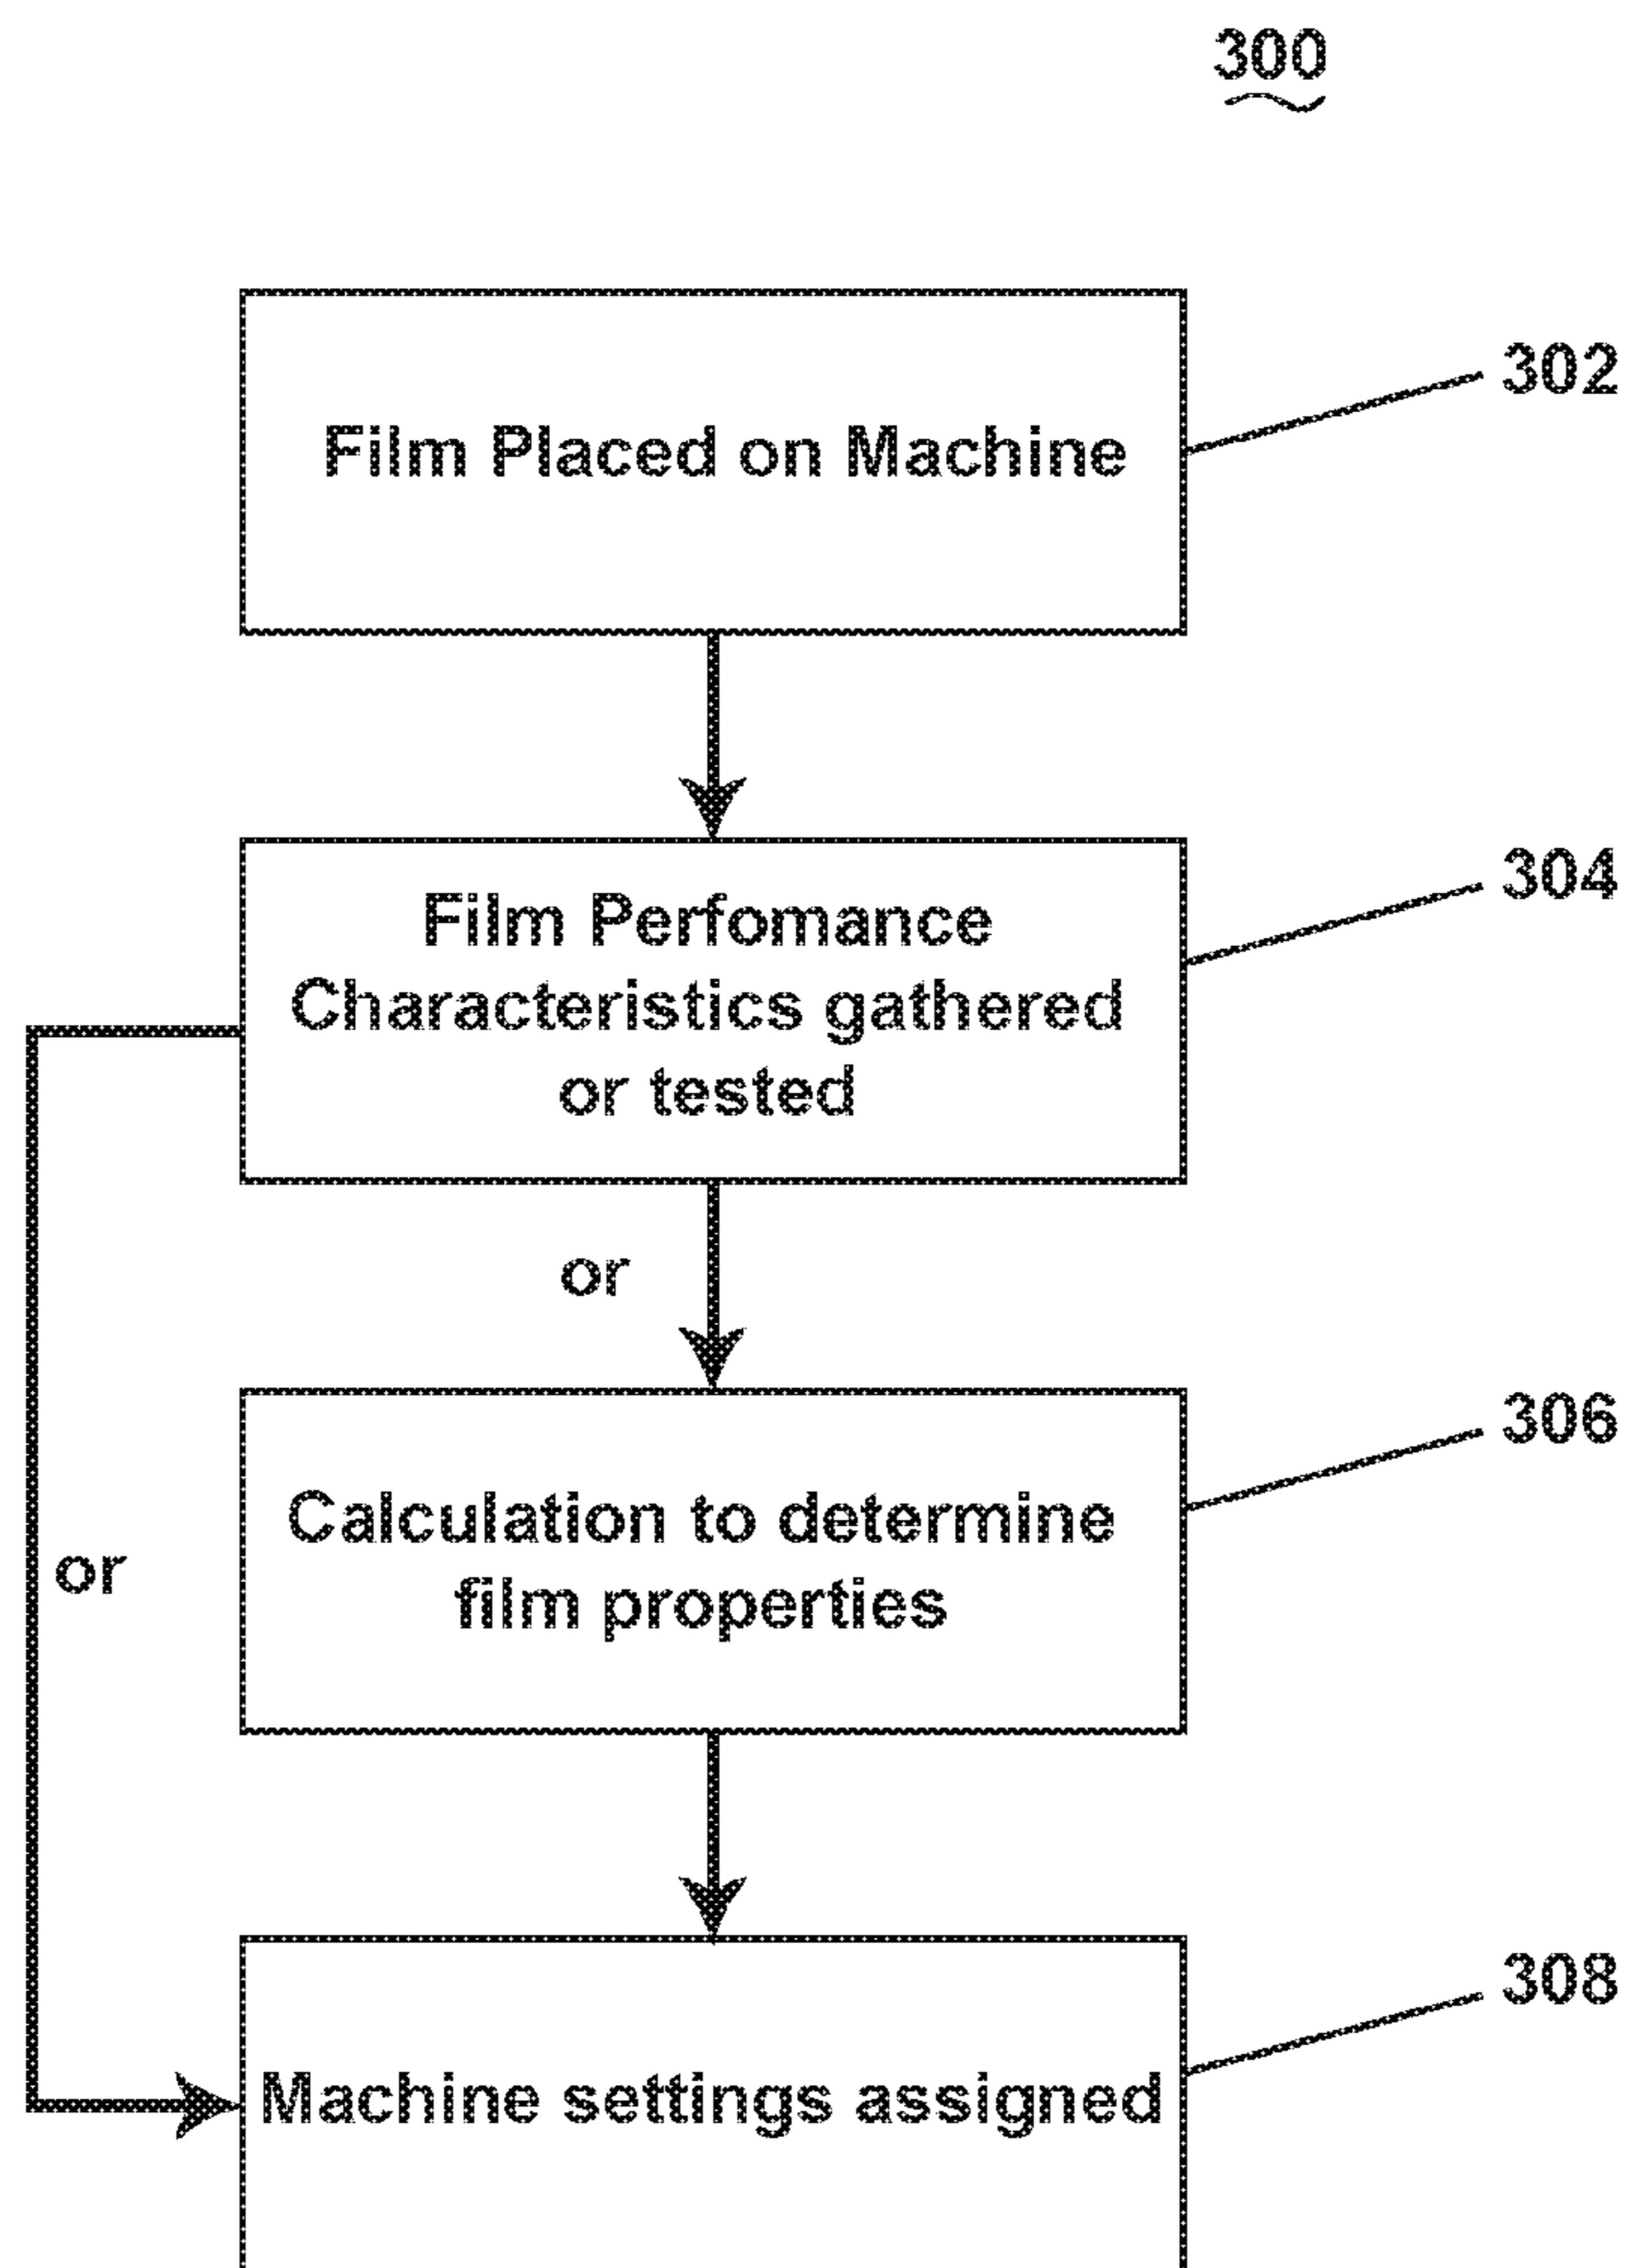 300
Film Placed on Machine
302
Film Perfomance
Characteristics gathered
or tested
304
or
Calculation to determine
film properties
306
or
Machine settings assigned
308